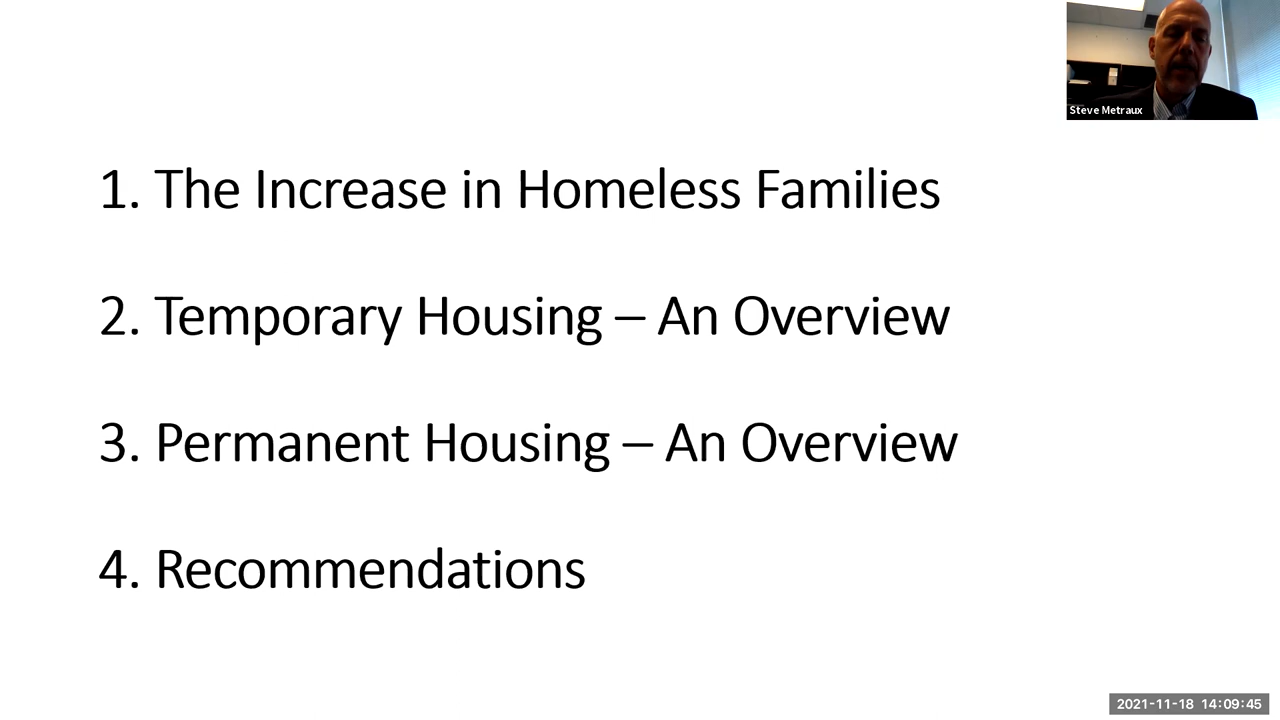 Steve Metraux
1. The Increase in Homeless Families
2. Temporary Housing – An Overview
3. Permanent Housing – An Overview
4. Recommendations
2021-11-18 14:09:45